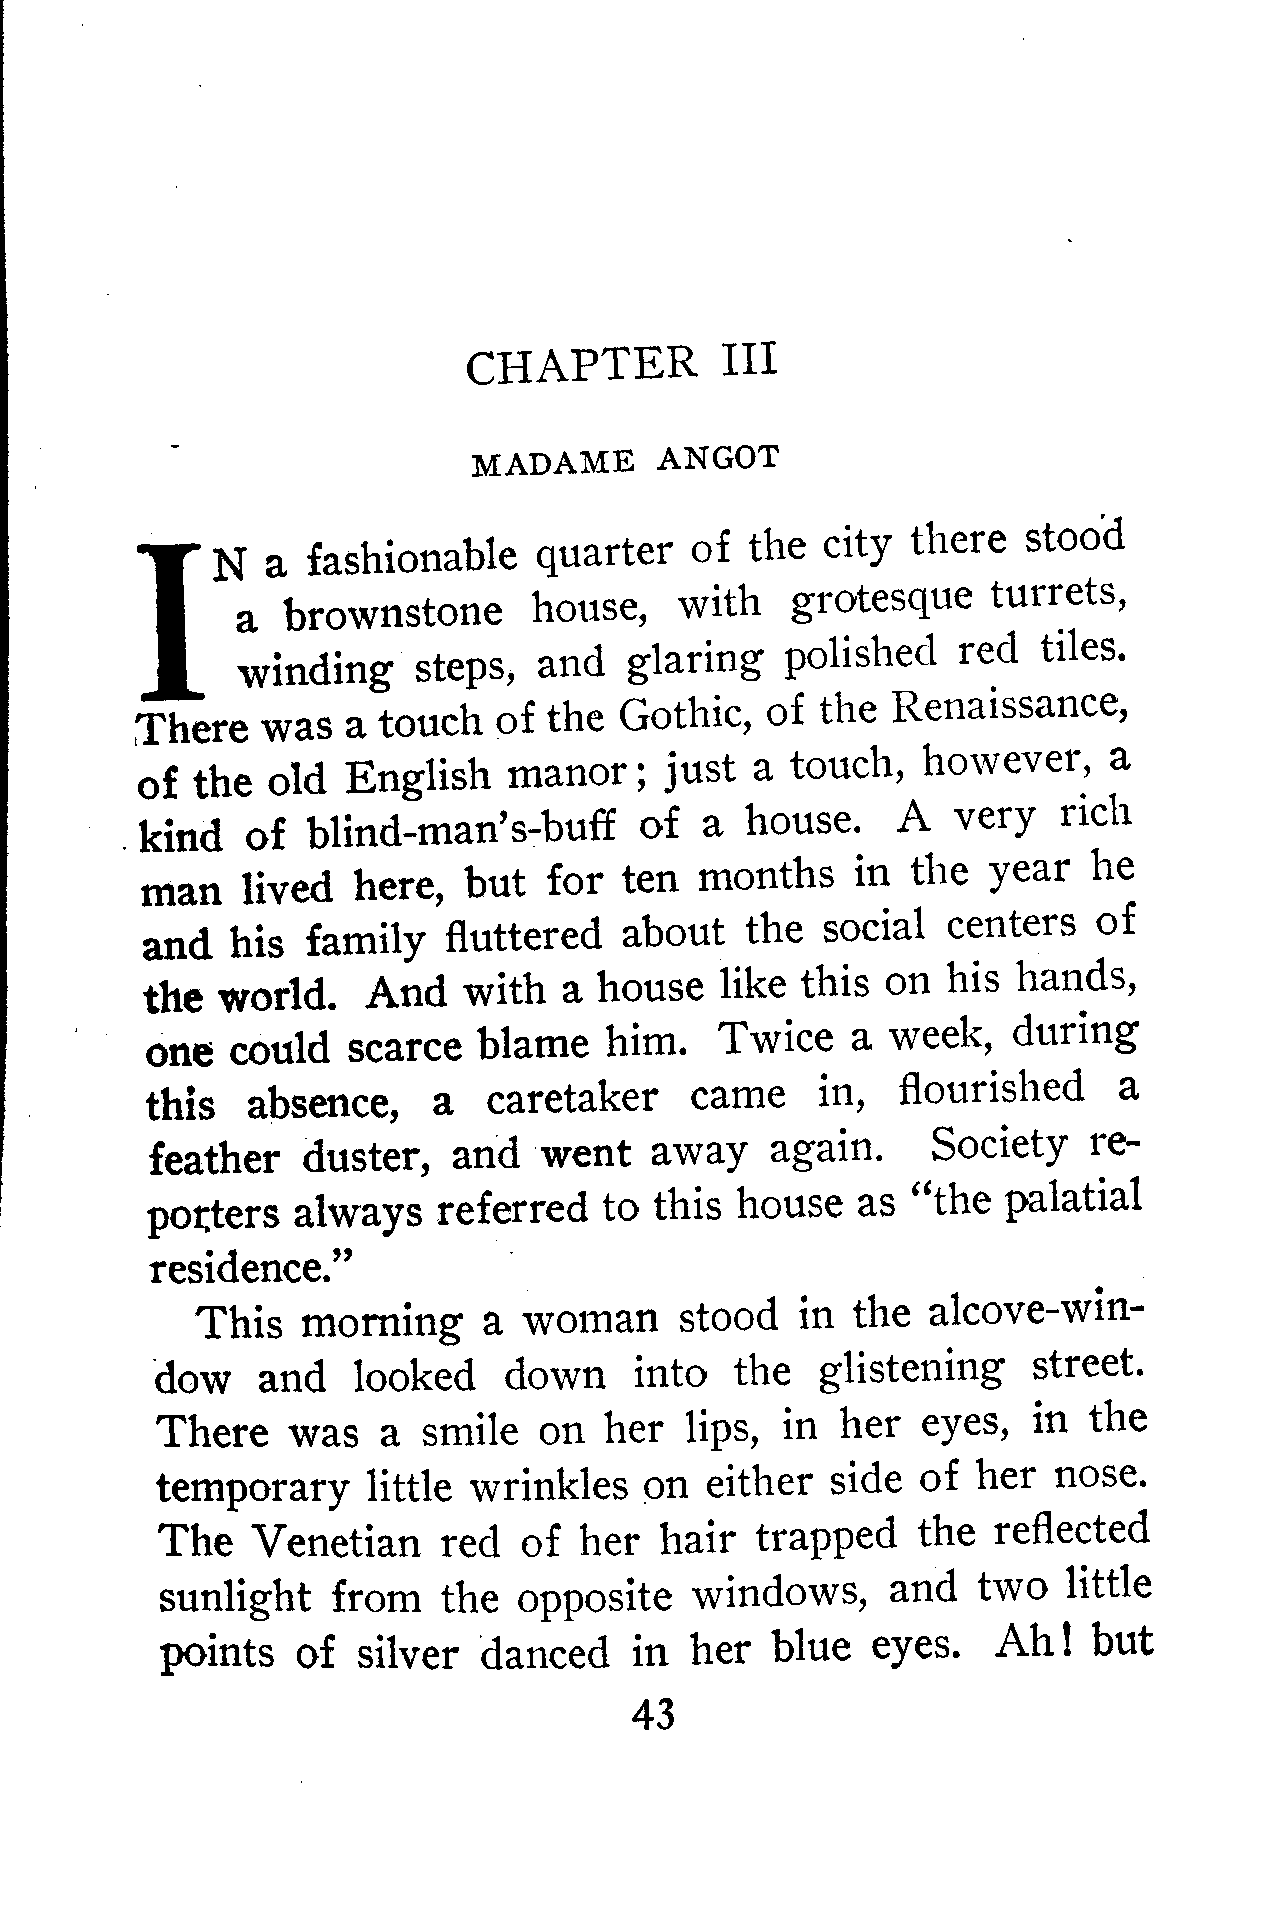 CHAPTER III
MADAME ANGOT
IN a fashionable quarter of the city there stood
a brownstone house, with grotesque turrets,
winding steps, and glaring polished red tiles.
There was a touch of the Gothic, of the Renaissance,
of the old English manor; just a touch, however, a
kind of blind-man's-buff of a house. A very rich
man lived here, but for ten months in the year he
and his family fluttered about the social centers of
the world. And with a house like this on his hands,
one could scarce blame him. Twice a week, during
this absence, a caretaker came in, flourished a
feather duster, and went away again. Society re-
porters always referred to this house as "the palatial
residence."
This morning a woman stood in the alcove-win-
dow and looked down into the glistening street.
There was a smile on her lips, in her eyes, in the
temporary little wrinkles on either side of her nose.
The Venetian red of her hair trapped the reflected
sunlight from the opposite windows, and two little
points of silver danced in her blue eyes. Ah! but
43